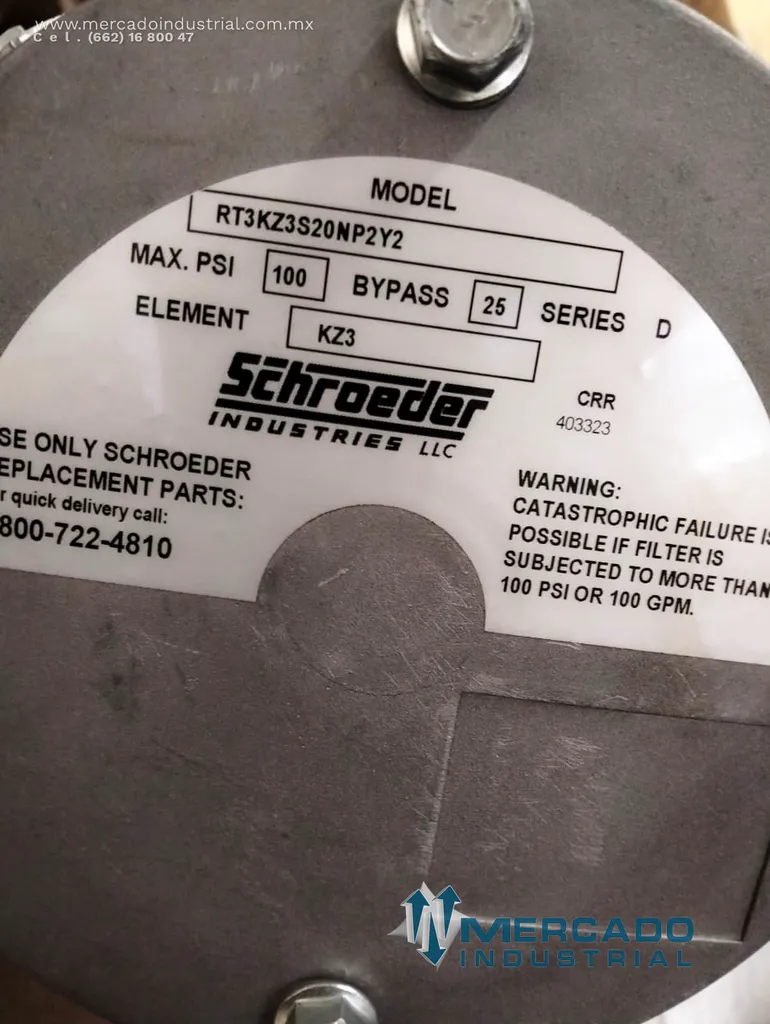 www.mercadoindustrial.com.mx
Cel. (662) 16 800 47
MODEL
RT3KZ3S20NP2Y2
MAX. PSI 100 BYPASS 25 SERIES D
ELEMENT KZ3
Schroeder
INDUSTRIES LLC
CRR
403323
SE ONLY SCHROEDER
EPLACEMENT PARTS:
r quick delivery call:
800-722-4810
WARNING:
CATASTROPHIC FAILURE IS
POSSIBLE IF FILTER IS
SUBJECTED TO MORE THAN
100 PSI OR 100 GPM.
MERCADO
INDUSTRIAL